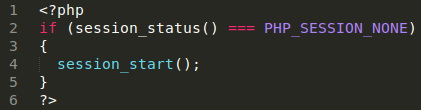 1 <?php
2 if (session_status() === PHP_SESSION_NONE)
3 {
4   session_start();
5 }
6 ?>